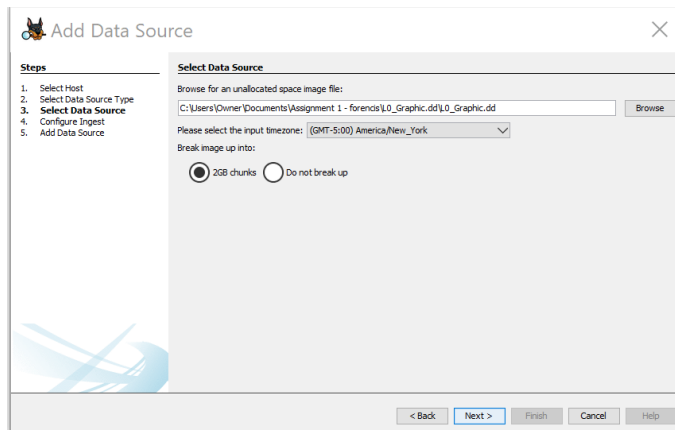 Add Data Source
Steps
1. Select Host
2. Select Data Source Type
3. Select Data Source
4. Configure Ingest
5. Add Data Source
Select Data Source
Browse for an unallocated space image file:
C:\Users\Owner\Documents\Assignment 1 - forencis\L0_Graphic.dd\L0_Graphic.dd
Browse
Please select the input timezone: (GMT-5:00) America/New_York
Break image up into:
2GB chunks Do not break up
< Back Next > Finish Cancel Help